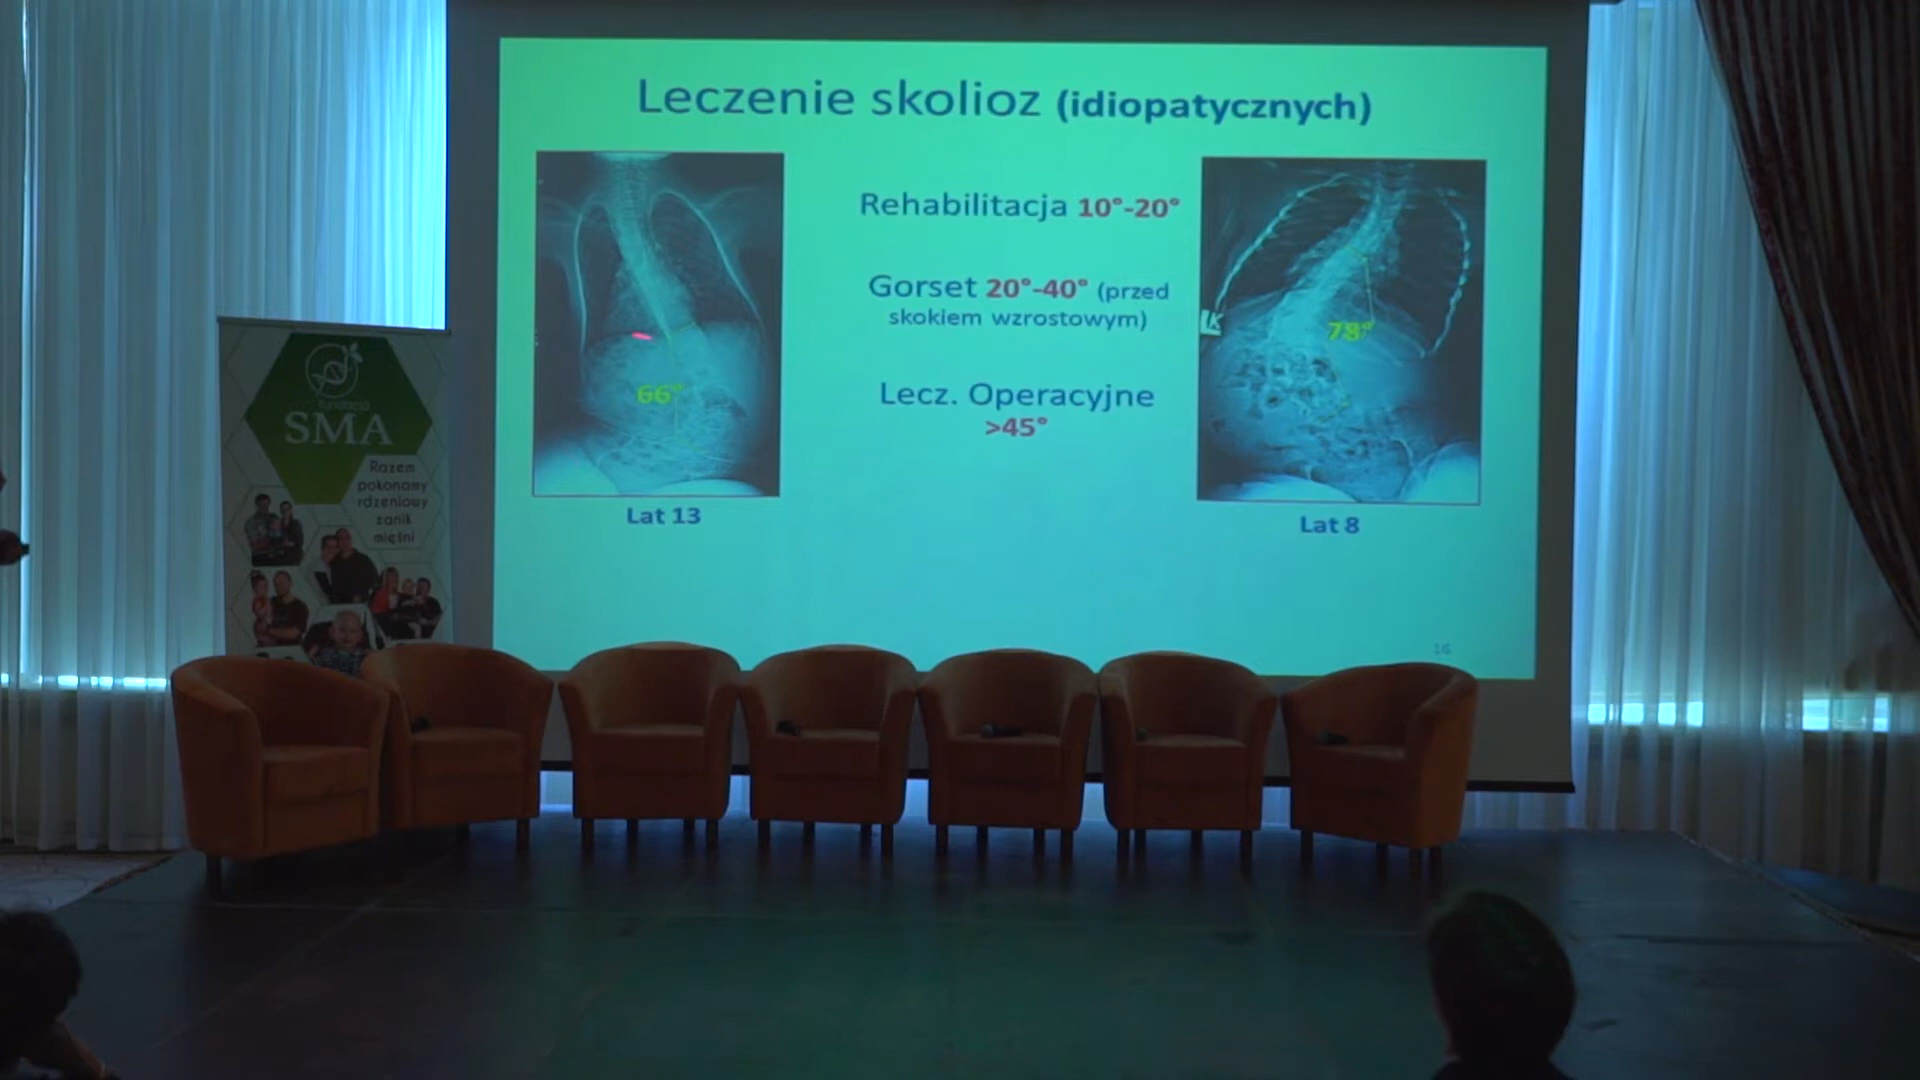 Leczenie skolioz (idiopatycznych)
Rehabilitacja 10°-20°
Gorset 20°-40° (przed
skokiem wzrostowym)
Lecz. Operacyjne
>45°
66°
78°
Lat 13
Lat 8
16
fundacja
SMA
Razem
pokonamy
rdzeniowy
zanik
mięśni